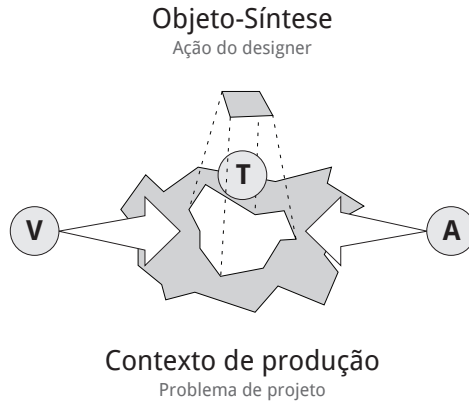 Objeto-Síntese
Ação do designer
T
V
A
Contexto de produção
Problema de projeto